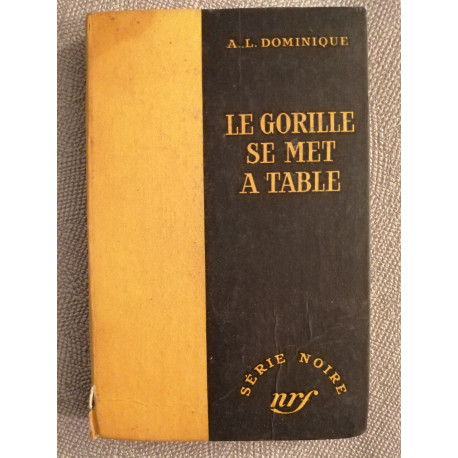 A.-L. DOMINIQUE
LE GORILLE
SE MET
A TABLE
SÉRIE NOIRE
nrf